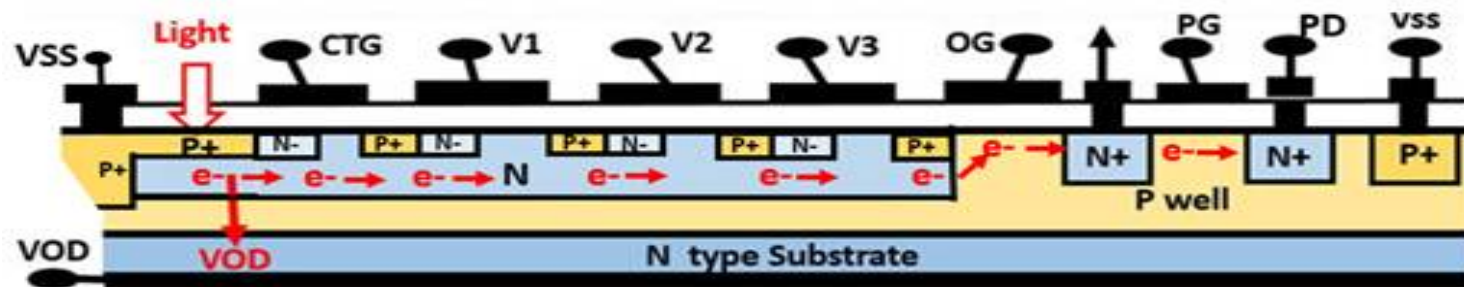 VSS Light CTG V1 V2 V3 OG PG PD VSS
P+ N- P+ N- P+ N- P+ N- P+ e- N+ e- N+ P+
P+ e- e- e- N e- e- e-
P well
VOD VOD N type Substrate